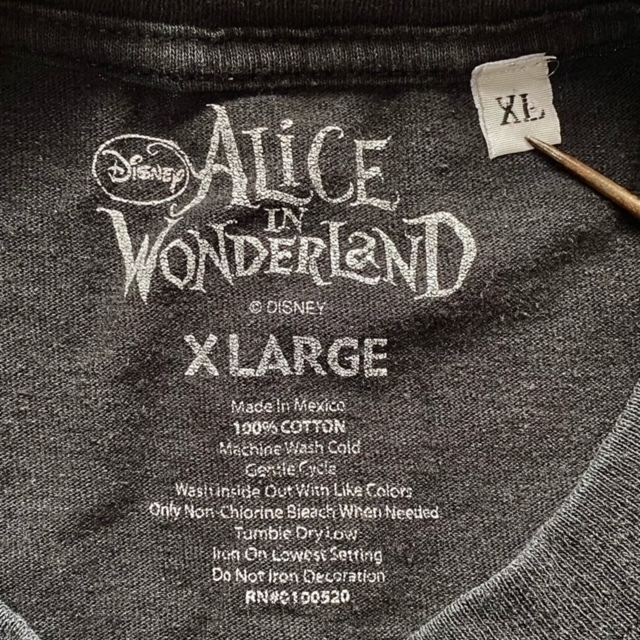 XL
Disney
ALiCE
IN
WONDERLaND
© DISNEY
X LARGE
Made In Mexico
100% COTTON
Machine Wash Cold
Gentle Cycle
Wash Inside Out With Like Colors
Only Non-Chlorine Bleach When Needed
Tumble Dry Low
Iron On Lowest Setting
Do Not Iron Decoration
RN#0100520